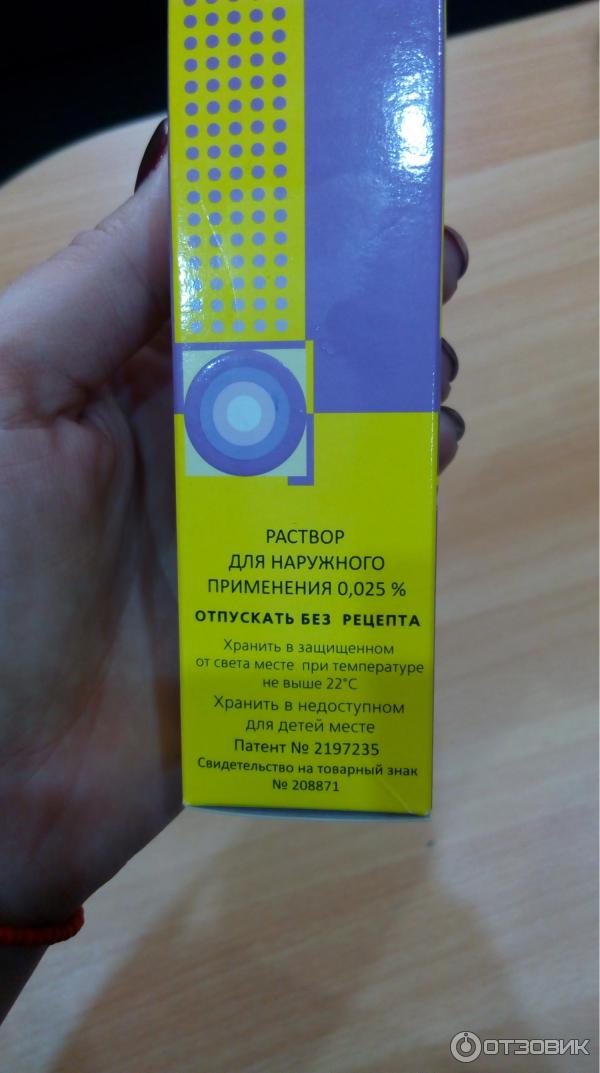 РАСТВОР
ДЛЯ НАРУЖНОГО
ПРИМЕНЕНИЯ 0,025 %
ОТПУСКАТЬ БЕЗ РЕЦЕПТА
Хранить в защищенном
от света месте при температуре
не выше 22°С
Хранить в недоступном
для детей месте
Патент № 2197235
Свидетельство на товарный знак
№ 208871
ОТЗОВИК